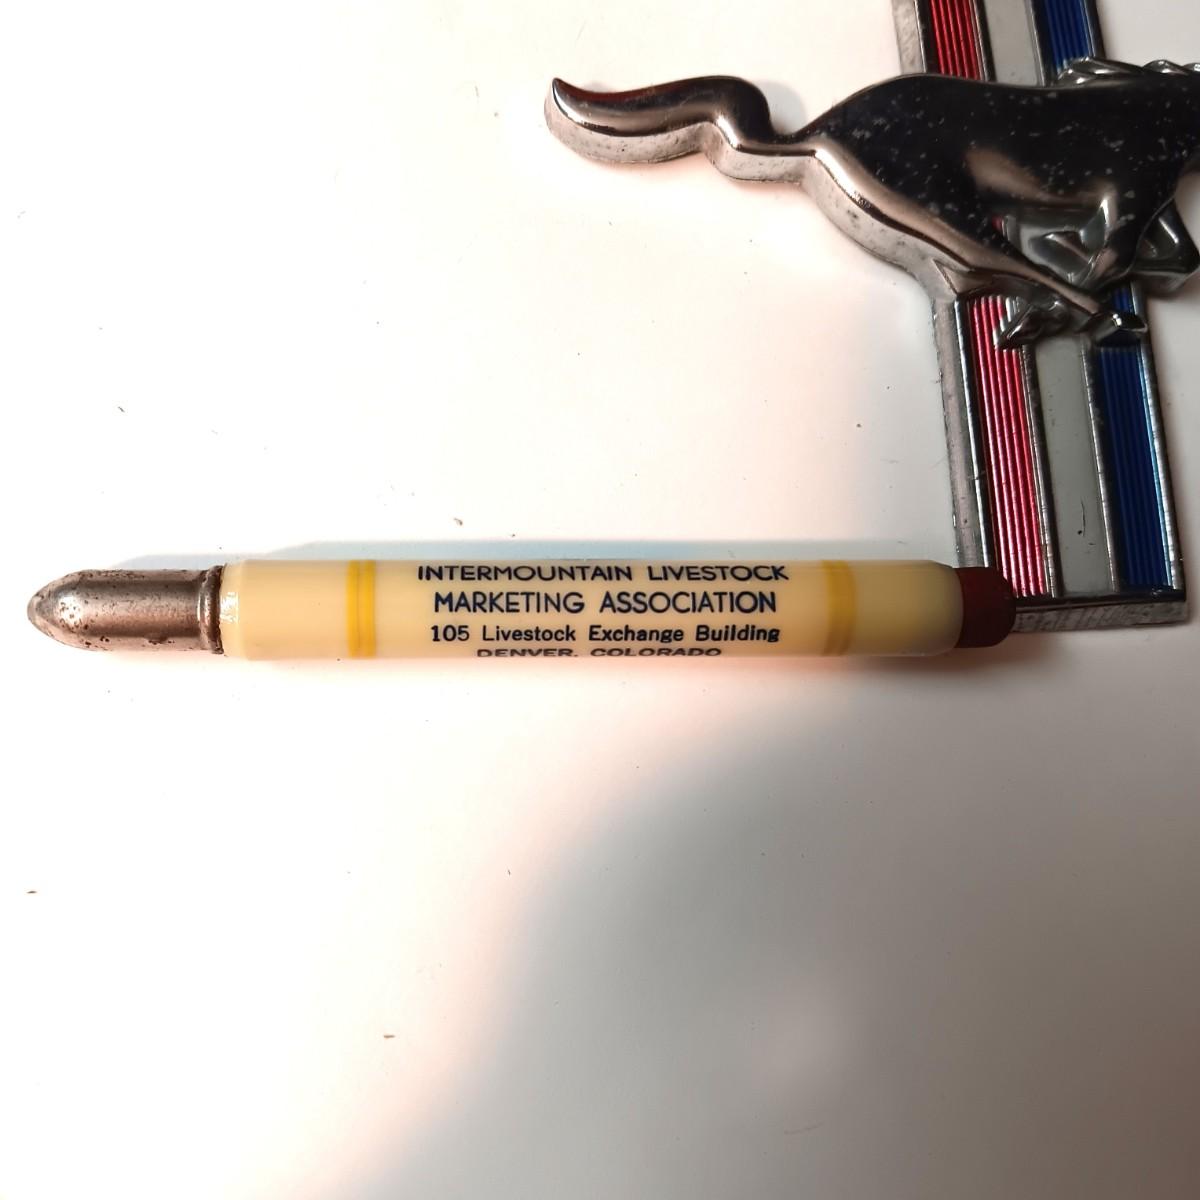 INTERMOUNTAIN LIVESTOCK
MARKETING ASSOCIATION
105 Livestock Exchange Building
DENVER, COLORADO